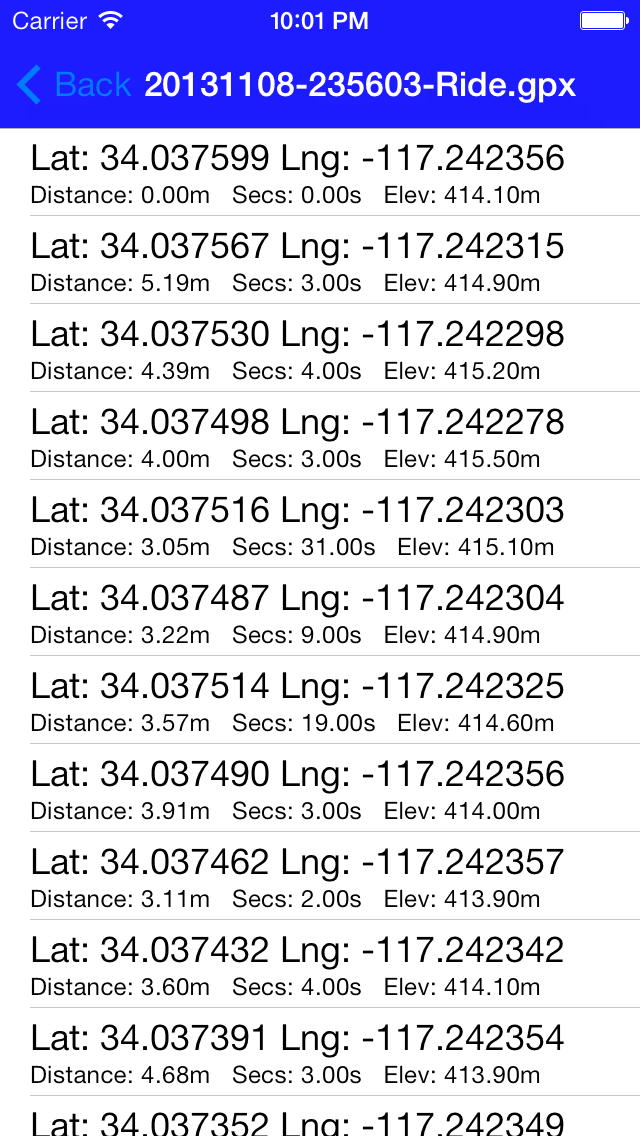 Carrier 10:01 PM
Back 20131108-235603-Ride.gpx
Lat: 34.037599 Lng: -117.242356
Distance: 0.00m Secs: 0.00s Elev: 414.10m
Lat: 34.037567 Lng: -117.242315
Distance: 5.19m Secs: 3.00s Elev: 414.90m
Lat: 34.037530 Lng: -117.242298
Distance: 4.39m Secs: 4.00s Elev: 415.20m
Lat: 34.037498 Lng: -117.242278
Distance: 4.00m Secs: 3.00s Elev: 415.50m
Lat: 34.037516 Lng: -117.242303
Distance: 3.05m Secs: 31.00s Elev: 415.10m
Lat: 34.037487 Lng: -117.242304
Distance: 3.22m Secs: 9.00s Elev: 414.90m
Lat: 34.037514 Lng: -117.242325
Distance: 3.57m Secs: 19.00s Elev: 414.60m
Lat: 34.037490 Lng: -117.242356
Distance: 3.91m Secs: 3.00s Elev: 414.00m
Lat: 34.037462 Lng: -117.242357
Distance: 3.11m Secs: 2.00s Elev: 413.90m
Lat: 34.037432 Lng: -117.242342
Distance: 3.60m Secs: 4.00s Elev: 414.10m
Lat: 34.037391 Lng: -117.242354
Distance: 4.68m Secs: 3.00s Elev: 413.90m
Lat: 34.037352 Lng: -117.242349